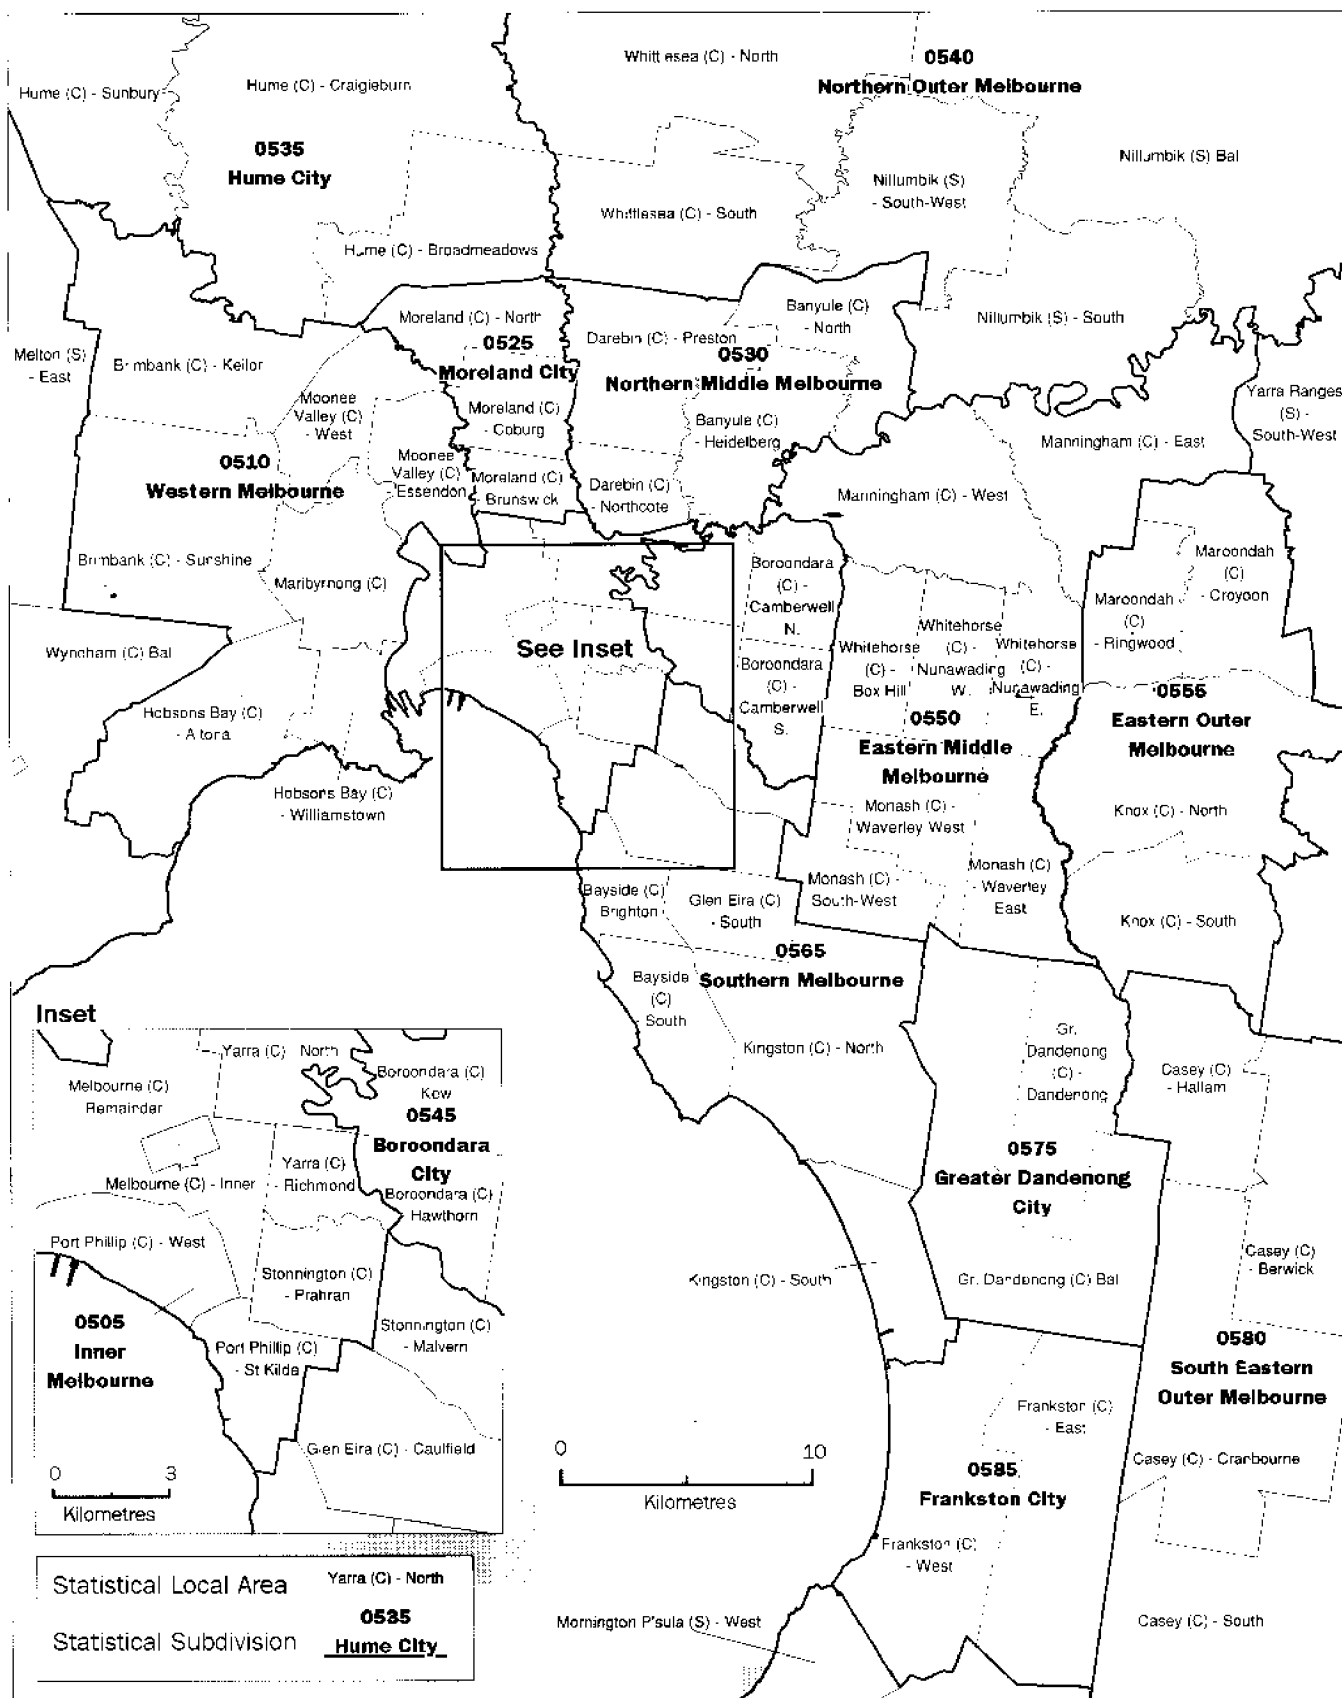 Whittlesea (C) - North
0540
Northern Outer Melbourne
Hume (C) - Sunbury
Hume (C) - Craigieburn
0535
Hume City
Nillumbik (S) Bal
Nillumbik (S)
- South-West
Whittlesea (C) - South
Hume (C) - Broadmeadows
Banyule (C)
- North
Moreland (C) - North
Nillumbik (S) - South
Darebin (C) - Preston
0525
Moreland City
0530
Northern Middle Melbourne
Melton (S)
- East
Brimbank (C) - Keilor
Moonee
Valley (C)
- West
Yarra Ranges
(S) -
South-West
Moreland (C)
- Coburg
Banyule (C)
- Heidelberg
Manningham (C) - East
0510
Western Melbourne
Moonee
Valley (C)
- Essendon
Moreland (C)
- Brunswick
Darebin (C)
- Northcote
Manningham (C) - West
Brimbank (C) - Sunshine
Maribyrnong (C)
Boroondara
(C) -
Camberwell
N.
Maroondah
(C)
- Croydon
Maroondah
(C)
- Ringwood
Wyndham (C) Bal
See Inset
Boroondara
(C) -
Camberwell
S.
Whitehorse
(C) -
Box Hill
Whitehorse
(C) -
Nunawading
W.
Whitehorse
(C) -
Nunawading
E.
Hobsons Bay (C)
- Altona
0550
Eastern Middle
Melbourne
0555
Eastern Outer
Melbourne
Hobsons Bay (C)
- Williamstown
Monash (C) -
Waverley West
Knox (C) - North
Bayside (C)
Brighton
Glen Eira (C)
- South
Monash (C) -
South-West
Monash (C)
- Waverley
East
Knox (C) - South
0565
Southern Melbourne
Bayside
(C)
South
Kingston (C) - North
Gr.
Dandenong
(C) -
Dandenong
Casey (C)
- Hallam
0575
Greater Dandenong
City
Kingston (C) - South
Gr. Dandenong (C) Bal
Casey (C)
- Berwick
0580
South Eastern
Outer Melbourne
Frankston (C)
- East
Casey (C) - Cranbourne
0585
Frankston City
Frankston (C)
- West
Mornington P'sula (S) - West
Casey (C) - South
0 10
Kilometres
Inset
Yarra (C) North
Melbourne (C)
Remainder
Boroondara (C)
Kew
0545
Boroondara
City
Yarra (C)
- Richmond
Melbourne (C) - Inner
Boroondara (C)
Hawthorn
Port Phillip (C) - West
Stonnington (C)
- Prahran
0505
Inner
Melbourne
Stonnington (C)
- Malvern
Port Phillip (C)
- St Kilda
Glen Eira (C) - Caulfield
0 3
Kilometres
Statistical Local Area Yarra (C) - North
0535
Statistical Subdivision Hume City